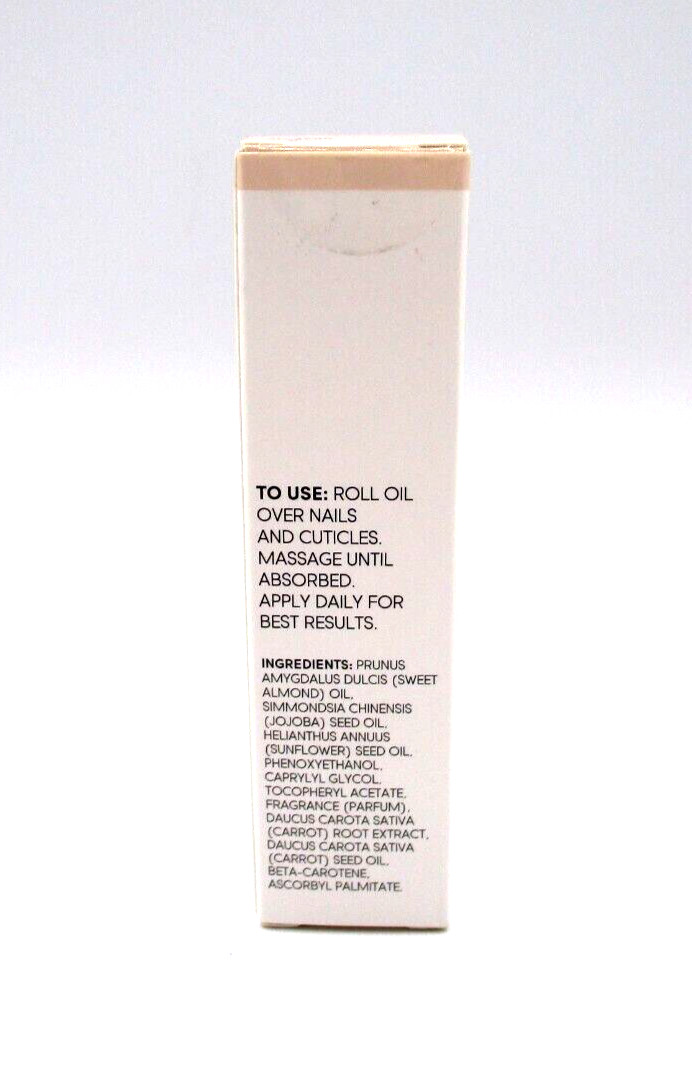 TO USE: ROLL OIL
OVER NAILS
AND CUTICLES.
MASSAGE UNTIL
ABSORBED.
APPLY DAILY FOR
BEST RESULTS.
INGREDIENTS: PRUNUS
AMYGDALUS DULCIS (SWEET
ALMOND) OIL,
SIMMONDSIA CHINENSIS
(JOJOBA) SEED OIL,
HELIANTHUS ANNUUS
(SUNFLOWER) SEED OIL,
PHENOXYETHANOL,
CAPRYLYL GLYCOL,
TOCOPHERYL ACETATE,
FRAGRANCE (PARFUM),
DAUCUS CAROTA SATIVA
(CARROT) ROOT EXTRACT,
DAUCUS CAROTA SATIVA
(CARROT) SEED OIL,
BETA-CAROTENE,
ASCORBYL PALMITATE.